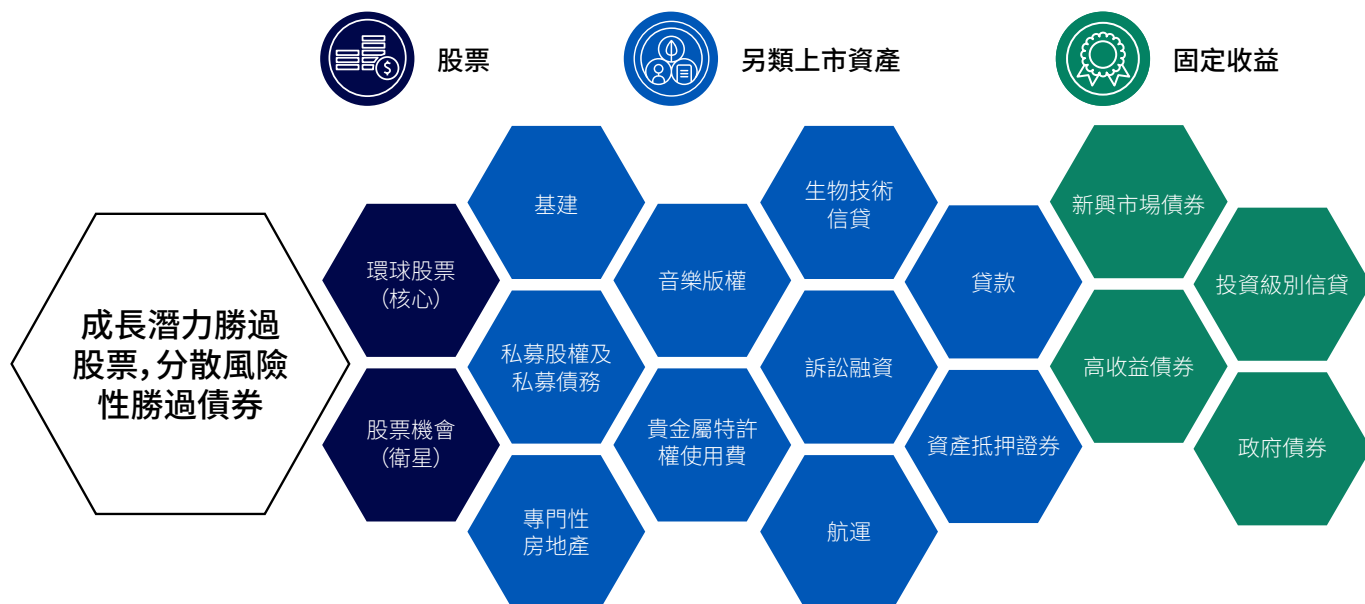 股票
另類上市資產
固定收益
成長潛力勝過
股票，分散風險
性勝過債券
環球股票
（核心）
股票機會
（衛星）
基建
私募股權及
私募債務
專門性
房地產
音樂版權
貴金屬特許
權使用費
生物技術
信貸
訴訟融資
航運
貸款
資產抵押證券
新興市場債券
高收益債券
投資級別信貸
政府債券